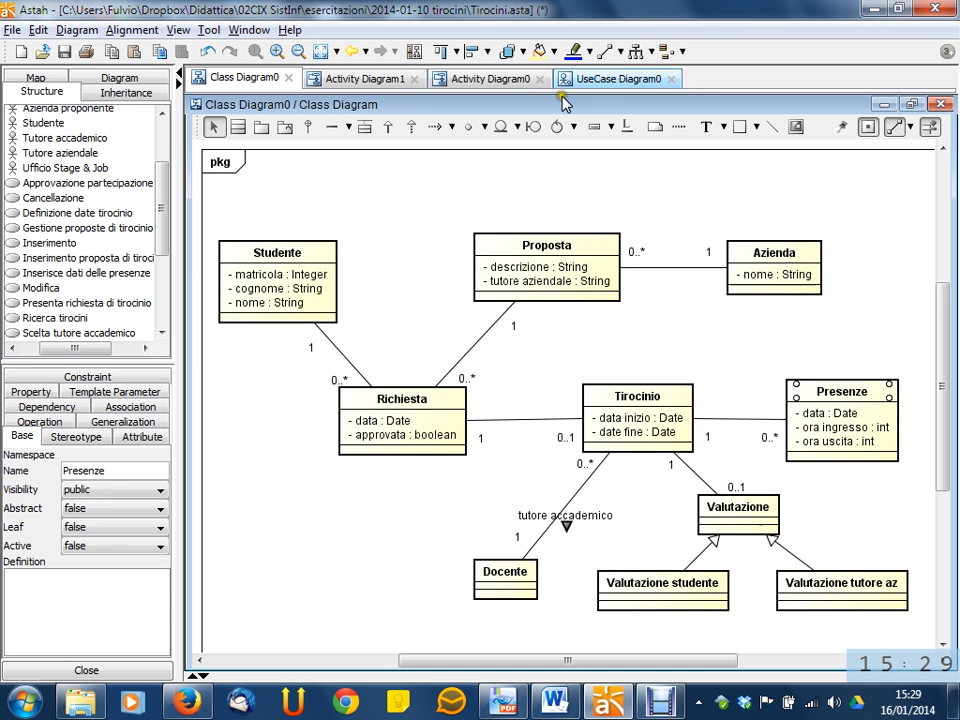 Astah - [C:\Users\Fulvio\Dropbox\Didattica\02CIX SistInf\esercitazioni\2014-01-10 tirocini\Tirocini.asta] (*)
File Edit Diagram Alignment View Tool Window Help
3
Map Diagram
Structure Inheritance
Azienda proponente
Studente
Tutore accademico
Tutore aziendale
Ufficio Stage & Job
Approvazione partecipazione
Cancellazione
Definizione date tirocinio
Gestione proposte di tirocinio
Inserimento
Inserimento proposta di tiroci
Inserisce dati delle presenze
Modifica
Presenta richiesta di tirocinio
Ricerca tirocini
Scelta tutore accademico
Constraint
Property Template Parameter
Dependency Association
Operation Generalization
Base Stereotype Attribute
Namespace
Name Presenze
Visibility public
Abstract false
Leaf false
Active false
Definition
Close
Class Diagram0 Activity Diagram1 Activity Diagram0 UseCase Diagram0
Class Diagram0 / Class Diagram
T
pkg
Studente
- matricola : Integer
- cognome : String
- nome : String
Proposta
- descrizione : String
- tutore aziendale : String
0..* 1
Azienda
- nome : String
1
0..*
1
0..*
Richiesta
- data : Date
- approvata : boolean
1 0..1
Tirocinio
- data inizio : Date
- date fine : Date
1 0..*
Presenze
- data : Date
- ora ingresso : int
- ora uscita : int
0..*
tutore accademico
1
Docente
1
0..1
Valutazione
Valutazione studente
Valutazione tutore az
15:29
PDF
W
15:29
16/01/2014